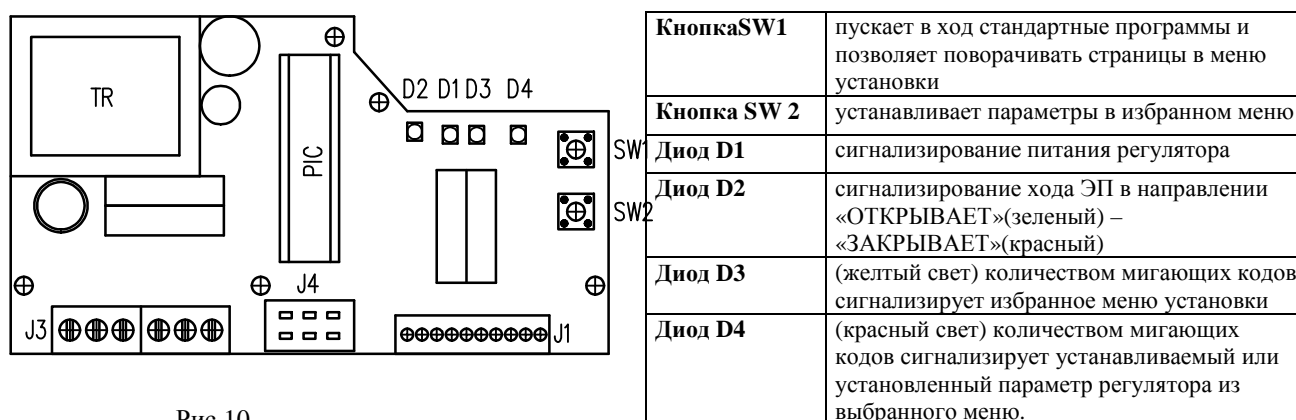 TR
PIC
D2 D1 D3 D4
SW1
SW2
J3
J4
J1
Рис.10
КнопкаSW1
пускает в ход стандартные программы и
позволяет поворачивать страницы в меню
установки
Кнопка SW 2
устанавливает параметры в избранном меню
Диод D1
сигнализирование питания регулятора
Диод D2
сигнализирование хода ЭП в направлении
«ОТКРЫВАЕТ»(зеленый) –
«ЗАКРЫВАЕТ»(красный)
Диод D3
(желтый свет) количеством мигающих кодов
сигнализирует избранное меню установки
Диод D4
(красный свет) количеством мигающих
кодов сигнализирует устанавливаемый или
установленный параметр регулятора из
выбранного меню.